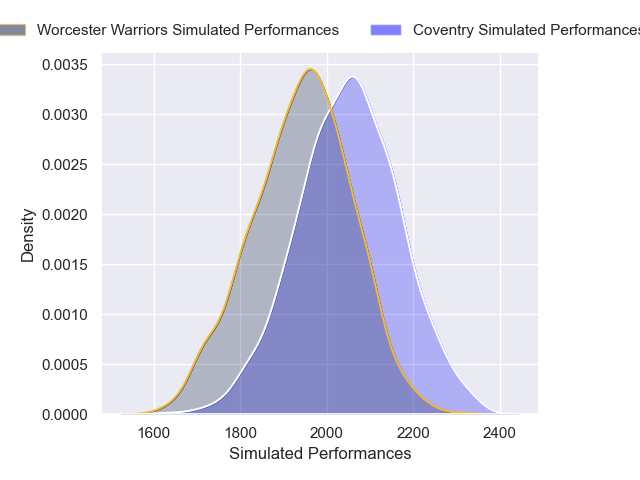 Worcester Warriors Simulated Performances Coventry Simulated Performances
0.0035
0.0030
0.0025
0.0020
0.0015
0.0010
0.0005
0.0000
Density
1600 1800 2000 2200 2400
Simulated Performances